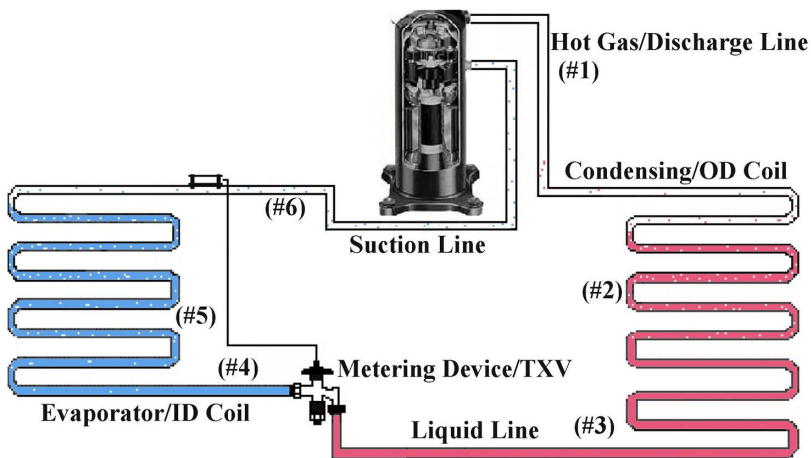 Hot Gas/Discharge Line
(#1)
Condensing/OD Coil
(#6)
Suction Line
(#2)
(#5)
(#4)
Metering Device/TXV
Evaporator/ID Coil
Liquid Line
(#3)